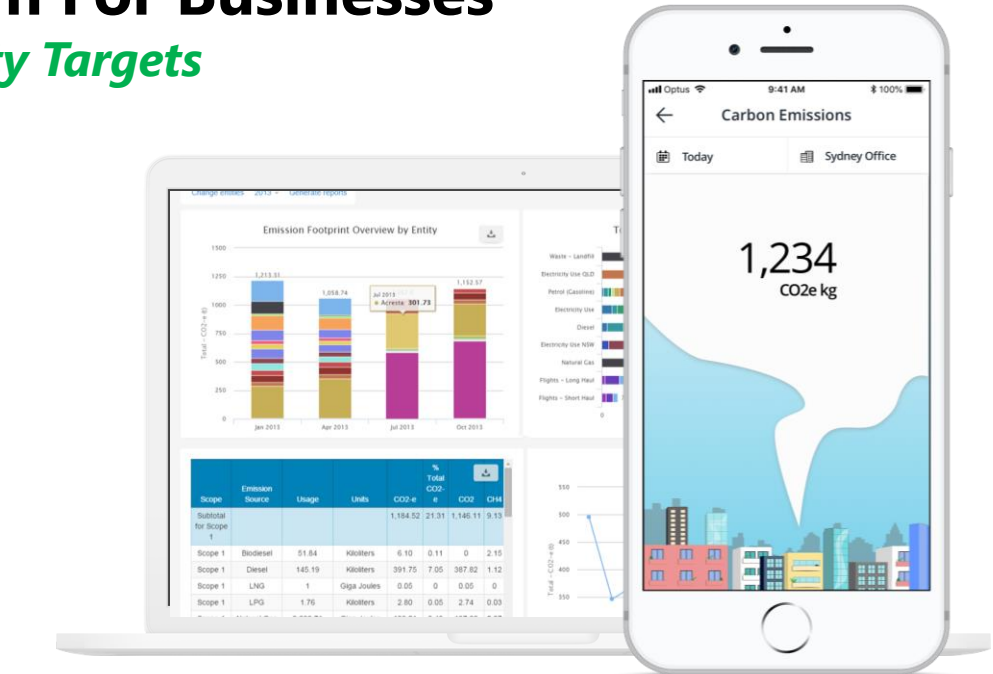 For Businesses
Targets
Change entities 2013 Generate reports
Emission Footprint Overview by Entity
1500
1250
1000
750
500
250
0
Total - CO2-e (t)
1,213.31
1,058.74
1,152.57
Jul 2013
Acresta 301.73
Jan 2013 Apr 2013 Jul 2013 Oct 2013
Waste - Landfill
Electricity Use QLD
Petrol (Gasoline)
Electricity Use
Diesel
Electricity Use NSW
Natural Gas
Flights - Long Haul
Flights - Short Haul
0
Scope Emission Source Usage Units CO2-e % Total CO2-e CO2 CH4
Subtotal for Scope 1 1,184.52 21.31 1,146.11 9.13
Scope 1 Biodiesel 51.84 Kiloliters 6.10 0.11 0 2.15
Scope 1 Diesel 145.19 Kiloliters 391.75 7.05 387.82 1.12
Scope 1 LNG 1 Giga Joules 0.05 0 0.05 0
Scope 1 LPG 1.76 Kiloliters 2.80 0.05 2.74 0.03
550
500
450
400
350
Total - CO2-e (t)
Optus 9:41 AM 100%
Carbon Emissions
Today Sydney Office
1,234
CO2e kg